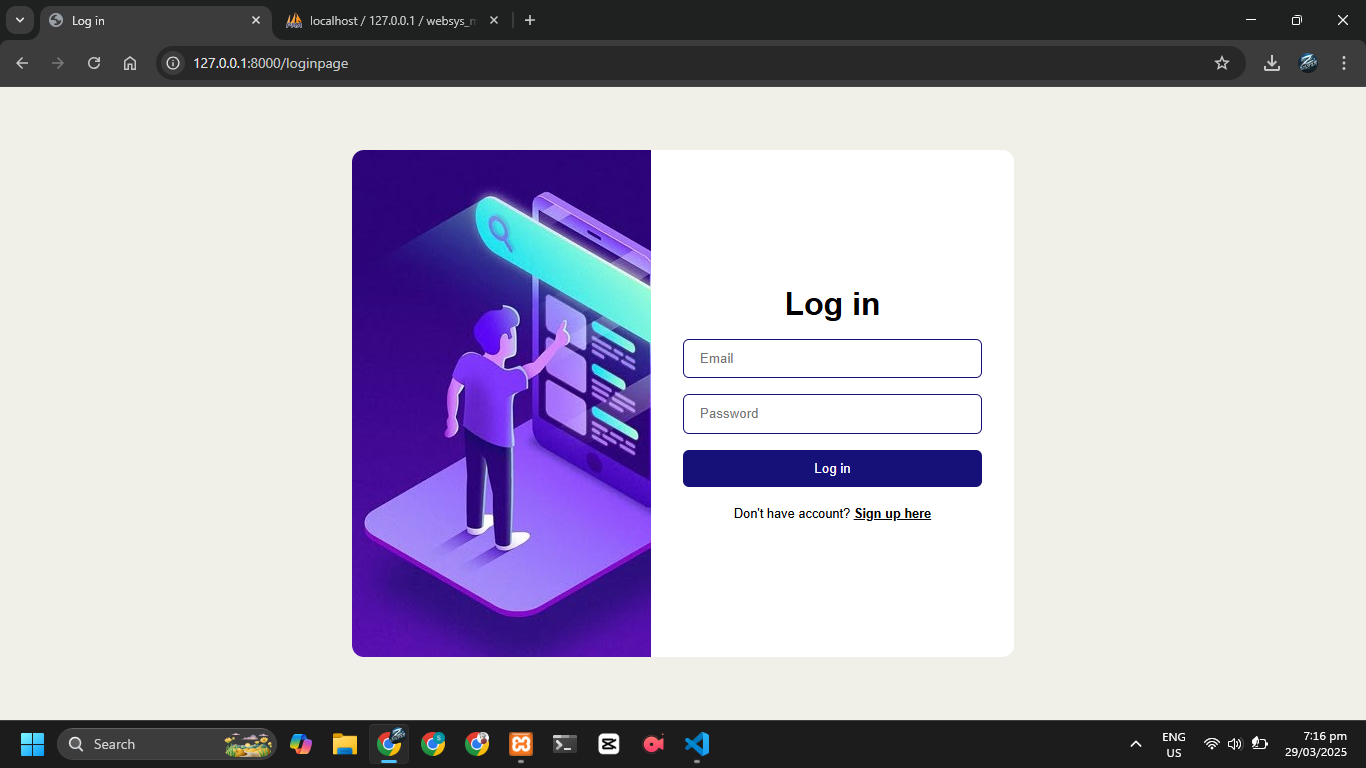 Log in
localhost / 127.0.0.1 / websys_
127.0.0.1:8000/loginpage
Log in
Email
Password
Log in
Don't have account? Sign up here
Search
ENG
US
7:16 pm
29/03/2025